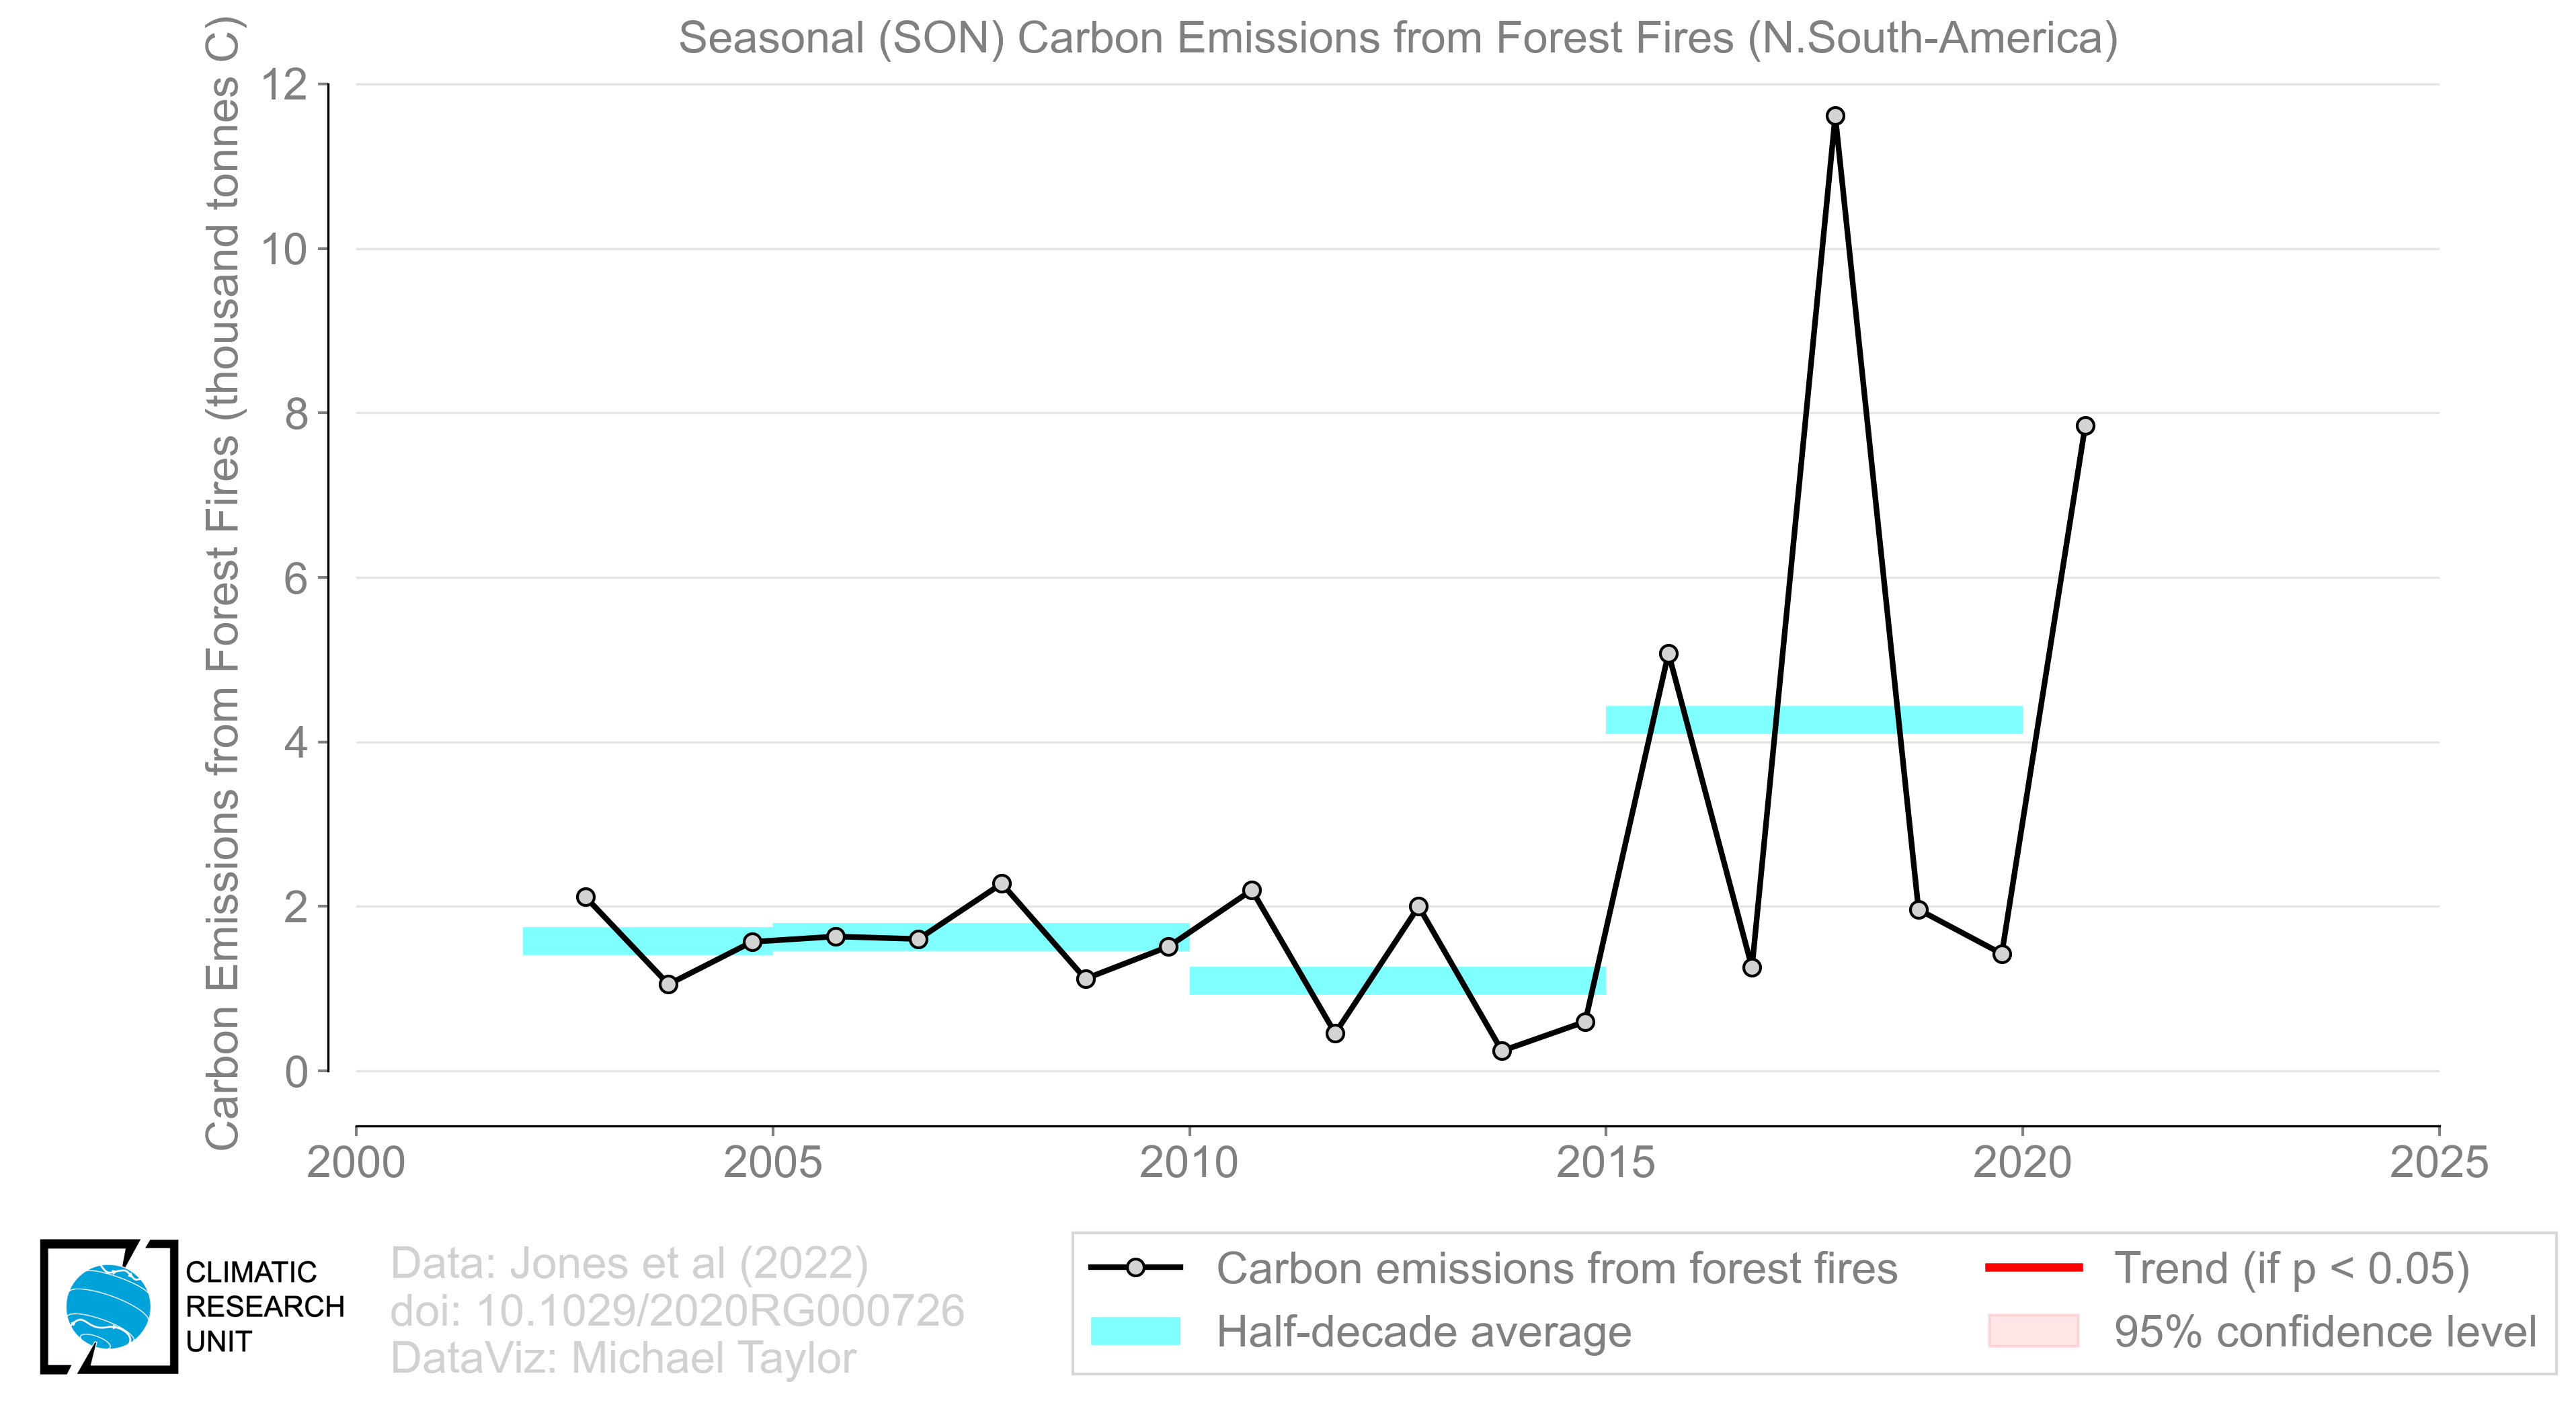 Seasonal (SON) Carbon Emissions from Forest Fires (N.South-America)
Carbon Emissions from Forest Fires (thousand tonnes C)
12
10
8
6
4
2
0
2000
2005
2010
2015
2020
2025
CLIMATIC
RESEARCH
UNIT
Data: Jones et al (2022)
doi: 10.1029/2020RG000726
DataViz: Michael Taylor
Carbon emissions from forest fires
Half-decade average
Trend (if p < 0.05)
95% confidence level